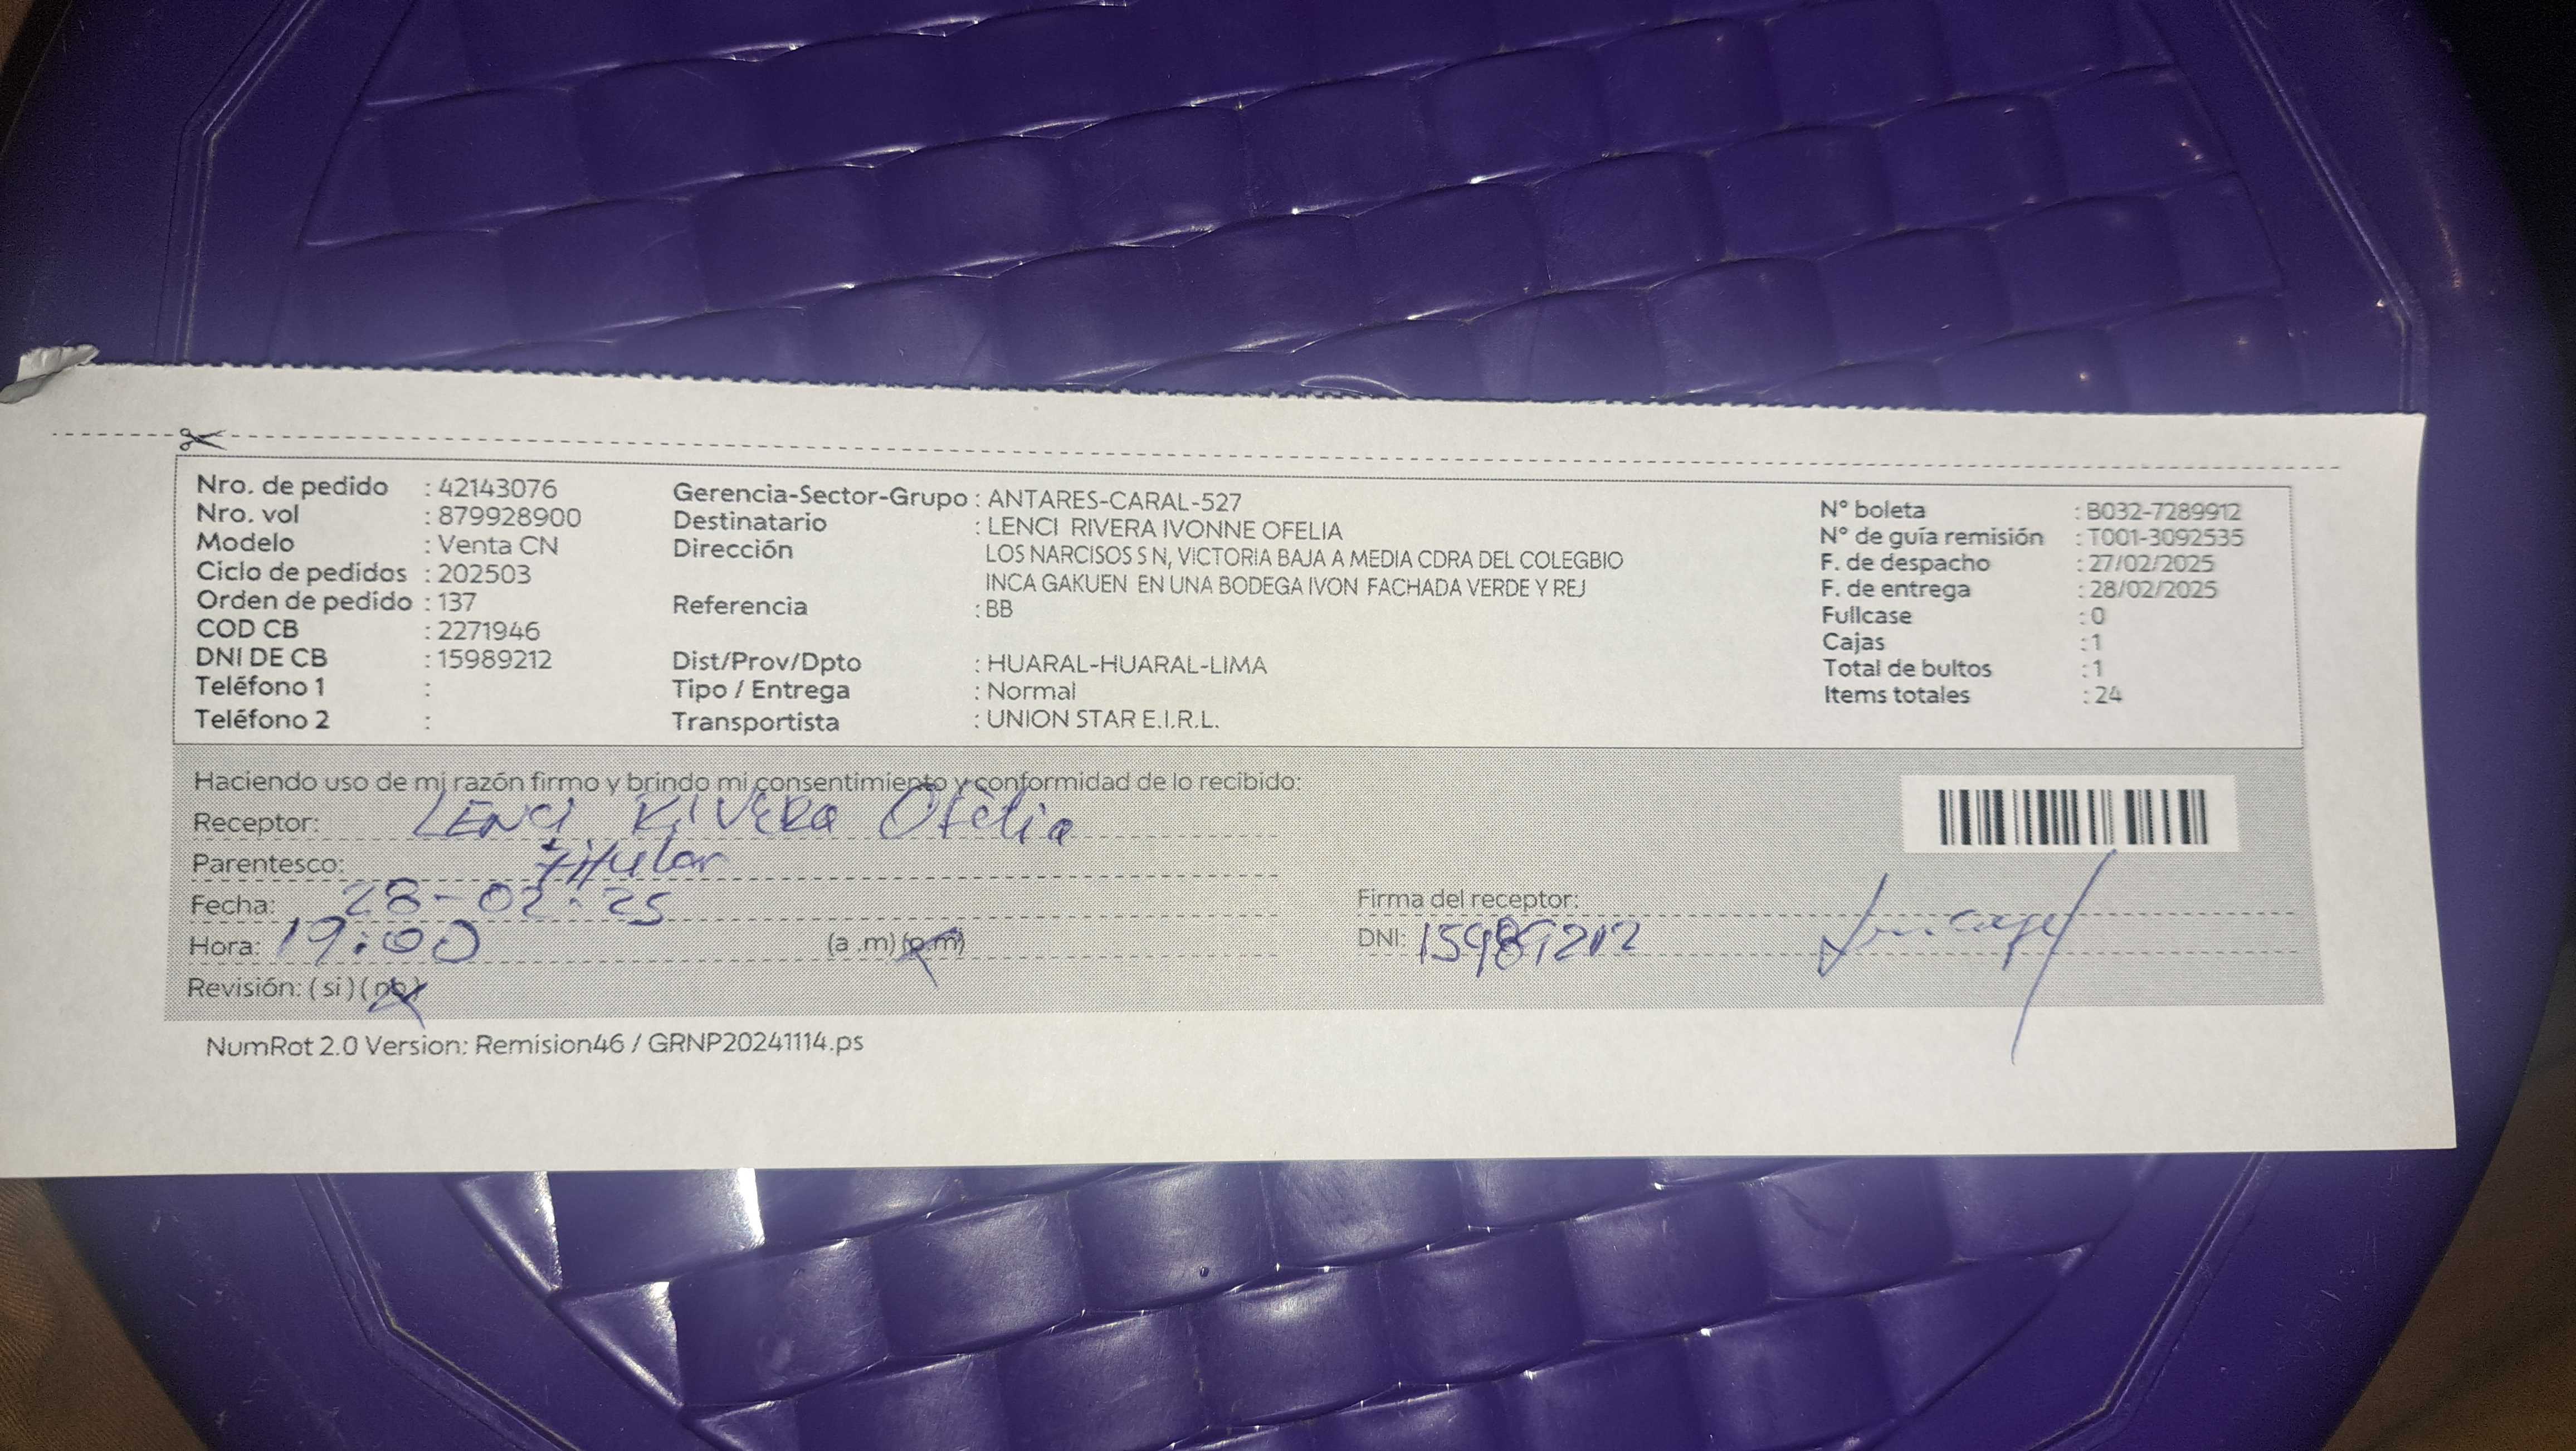 Nro. de pedido : 42143076
Nro. vol : 879928900
Modelo : Venta CN
Ciclo de pedidos : 202503
Orden de pedido : 137
COD CB : 2271946
DNI DE CB : 15989212
Teléfono 1 :
Teléfono 2 :
Gerencia-Sector-Grupo : ANTARES-CARAL-527
Destinatario : LENCI RIVERA IVONNE OFELIA
Dirección LOS NARCISOS S N, VICTORIA BAJA A MEDIA CDRA DEL COLEGBIO
INCA GAKUEN EN UNA BODEGA IVON FACHADA VERDE Y REJ
Referencia : BB
Dist/Prov/Dpto : HUARAL-HUARAL-LIMA
Tipo / Entrega : Normal
Transportista : UNION STAR E.I.R.L.
N° boleta : B032-7289912
N° de guía remisión : T001-3092535
F. de despacho : 27/02/2025
F. de entrega : 28/02/2025
Fullcase : 0
Cajas : 1
Total de bultos : 1
Items totales : 24
Haciendo uso de mi razón firmo y brindo mi consentimiento y conformidad de lo recibido:
Receptor: LENCI RIVERA Ofelia
Parentesco: titular
Fecha: 28-02-25
Hora: 19:00 (a .m) (p.m)
Revisión: ( si ) ( no )
Firma del receptor:
DNI: 15989212
NumRot 2.0 Version: Remision46 / GRNP20241114.ps